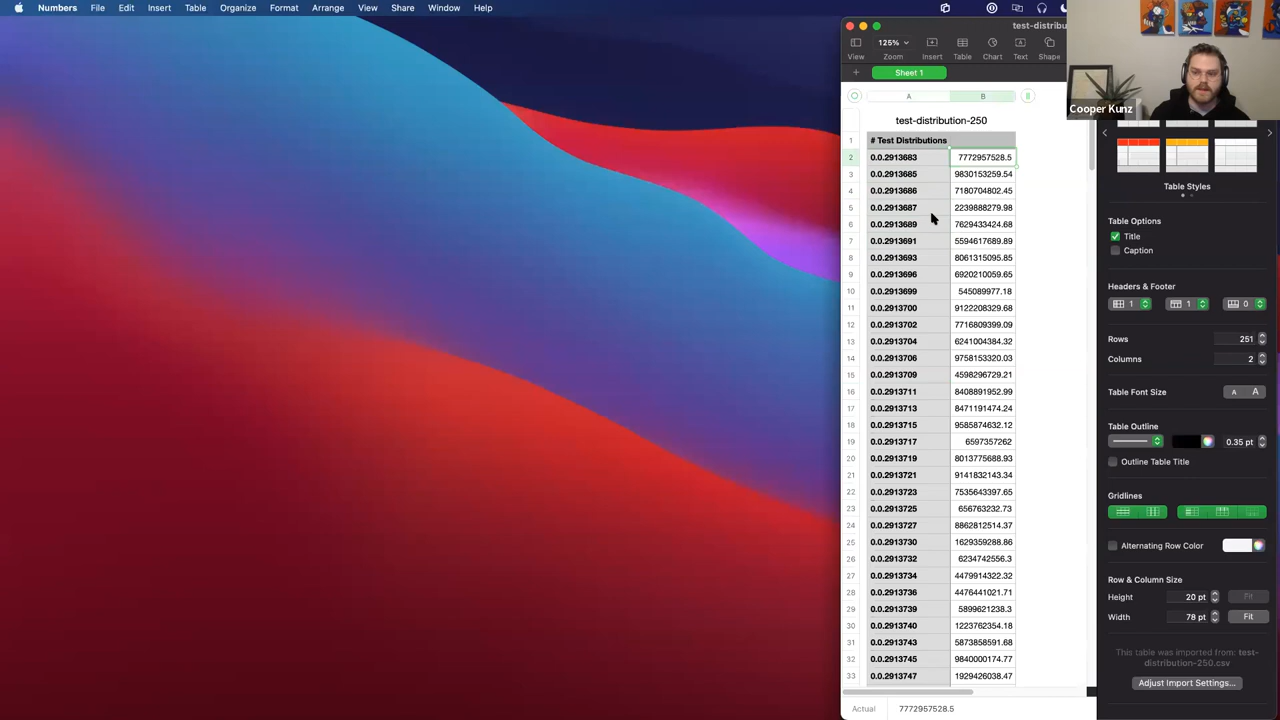 Numbers File Edit Insert Table Organize Format Arrange View Share Window Help
test-distribu
125%
View Zoom Insert Table Chart Text Shape
Sheet 1
Cooper Kunz
A B
test-distribution-250
1 # Test Distributions
2 0.0.2913683 7772957528.5
3 0.0.2913685 9830153259.54
4 0.0.2913686 7180704802.45
5 0.0.2913687 2239888279.98
6 0.0.2913689 7629433424.68
7 0.0.2913691 5594617689.89
8 0.0.2913693 8061315095.85
9 0.0.2913696 6920210059.65
10 0.0.2913699 545089977.18
11 0.0.2913700 9122208329.68
12 0.0.2913702 7716809399.09
13 0.0.2913704 6241004384.32
14 0.0.2913706 9758153320.03
15 0.0.2913709 4598296729.21
16 0.0.2913711 8408891952.99
17 0.0.2913713 8471191474.24
18 0.0.2913715 9585874632.12
19 0.0.2913717 6597357262
20 0.0.2913719 8013775688.93
21 0.0.2913721 9141832143.34
22 0.0.2913723 7535643397.65
23 0.0.2913725 656763232.73
24 0.0.2913727 8862812514.37
25 0.0.2913730 1629359288.86
26 0.0.2913732 6234742556.3
27 0.0.2913734 4479914322.32
28 0.0.2913736 4476441021.71
29 0.0.2913739 5899621238.3
30 0.0.2913740 1223762354.18
31 0.0.2913743 5873858591.68
32 0.0.2913745 9840000174.77
33 0.0.2913747 1929426038.47
Actual 7772957528.5
Table Styles
Table Options
Title
Caption
Headers & Footer
1 1 0
Rows 251
Columns 2
Table Font Size A A
Table Outline
0.35 pt
Outline Table Title
Gridlines
Alternating Row Color
Row & Column Size
Height 20 pt Fit
Width 78 pt Fit
This table was imported from: test-
distribution-250.csv
Adjust Import Settings...